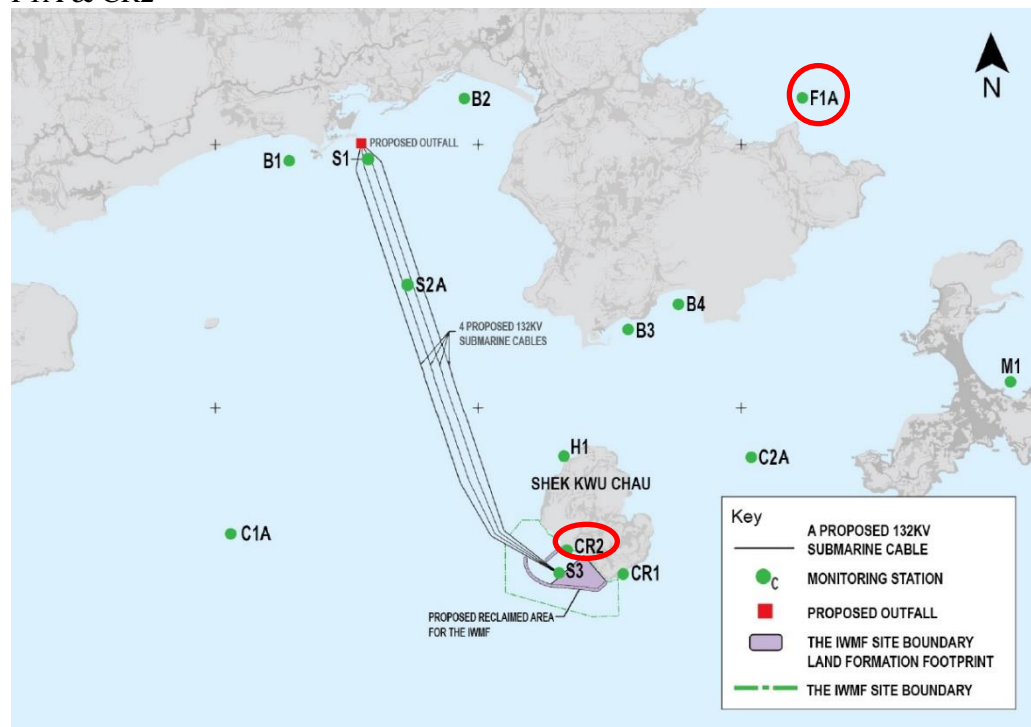 F1A & CR2
N
F1A
B2
PROPOSED OUTFALL
B1
S1
S2A
B4
4 PROPOSED 132KV
SUBMARINE CABLES
B3
M1
H1
C2A
SHEK KWU CHAU
Key
A PROPOSED 132KV
SUBMARINE CABLE
C1A
CR2
S3
CR1
C
MONITORING STATION
PROPOSED OUTFALL
PROPOSED RECLAIMED AREA
FOR THE IWMF
THE IWMF SITE BOUNDARY
LAND FORMATION FOOTPRINT
THE IWMF SITE BOUNDARY